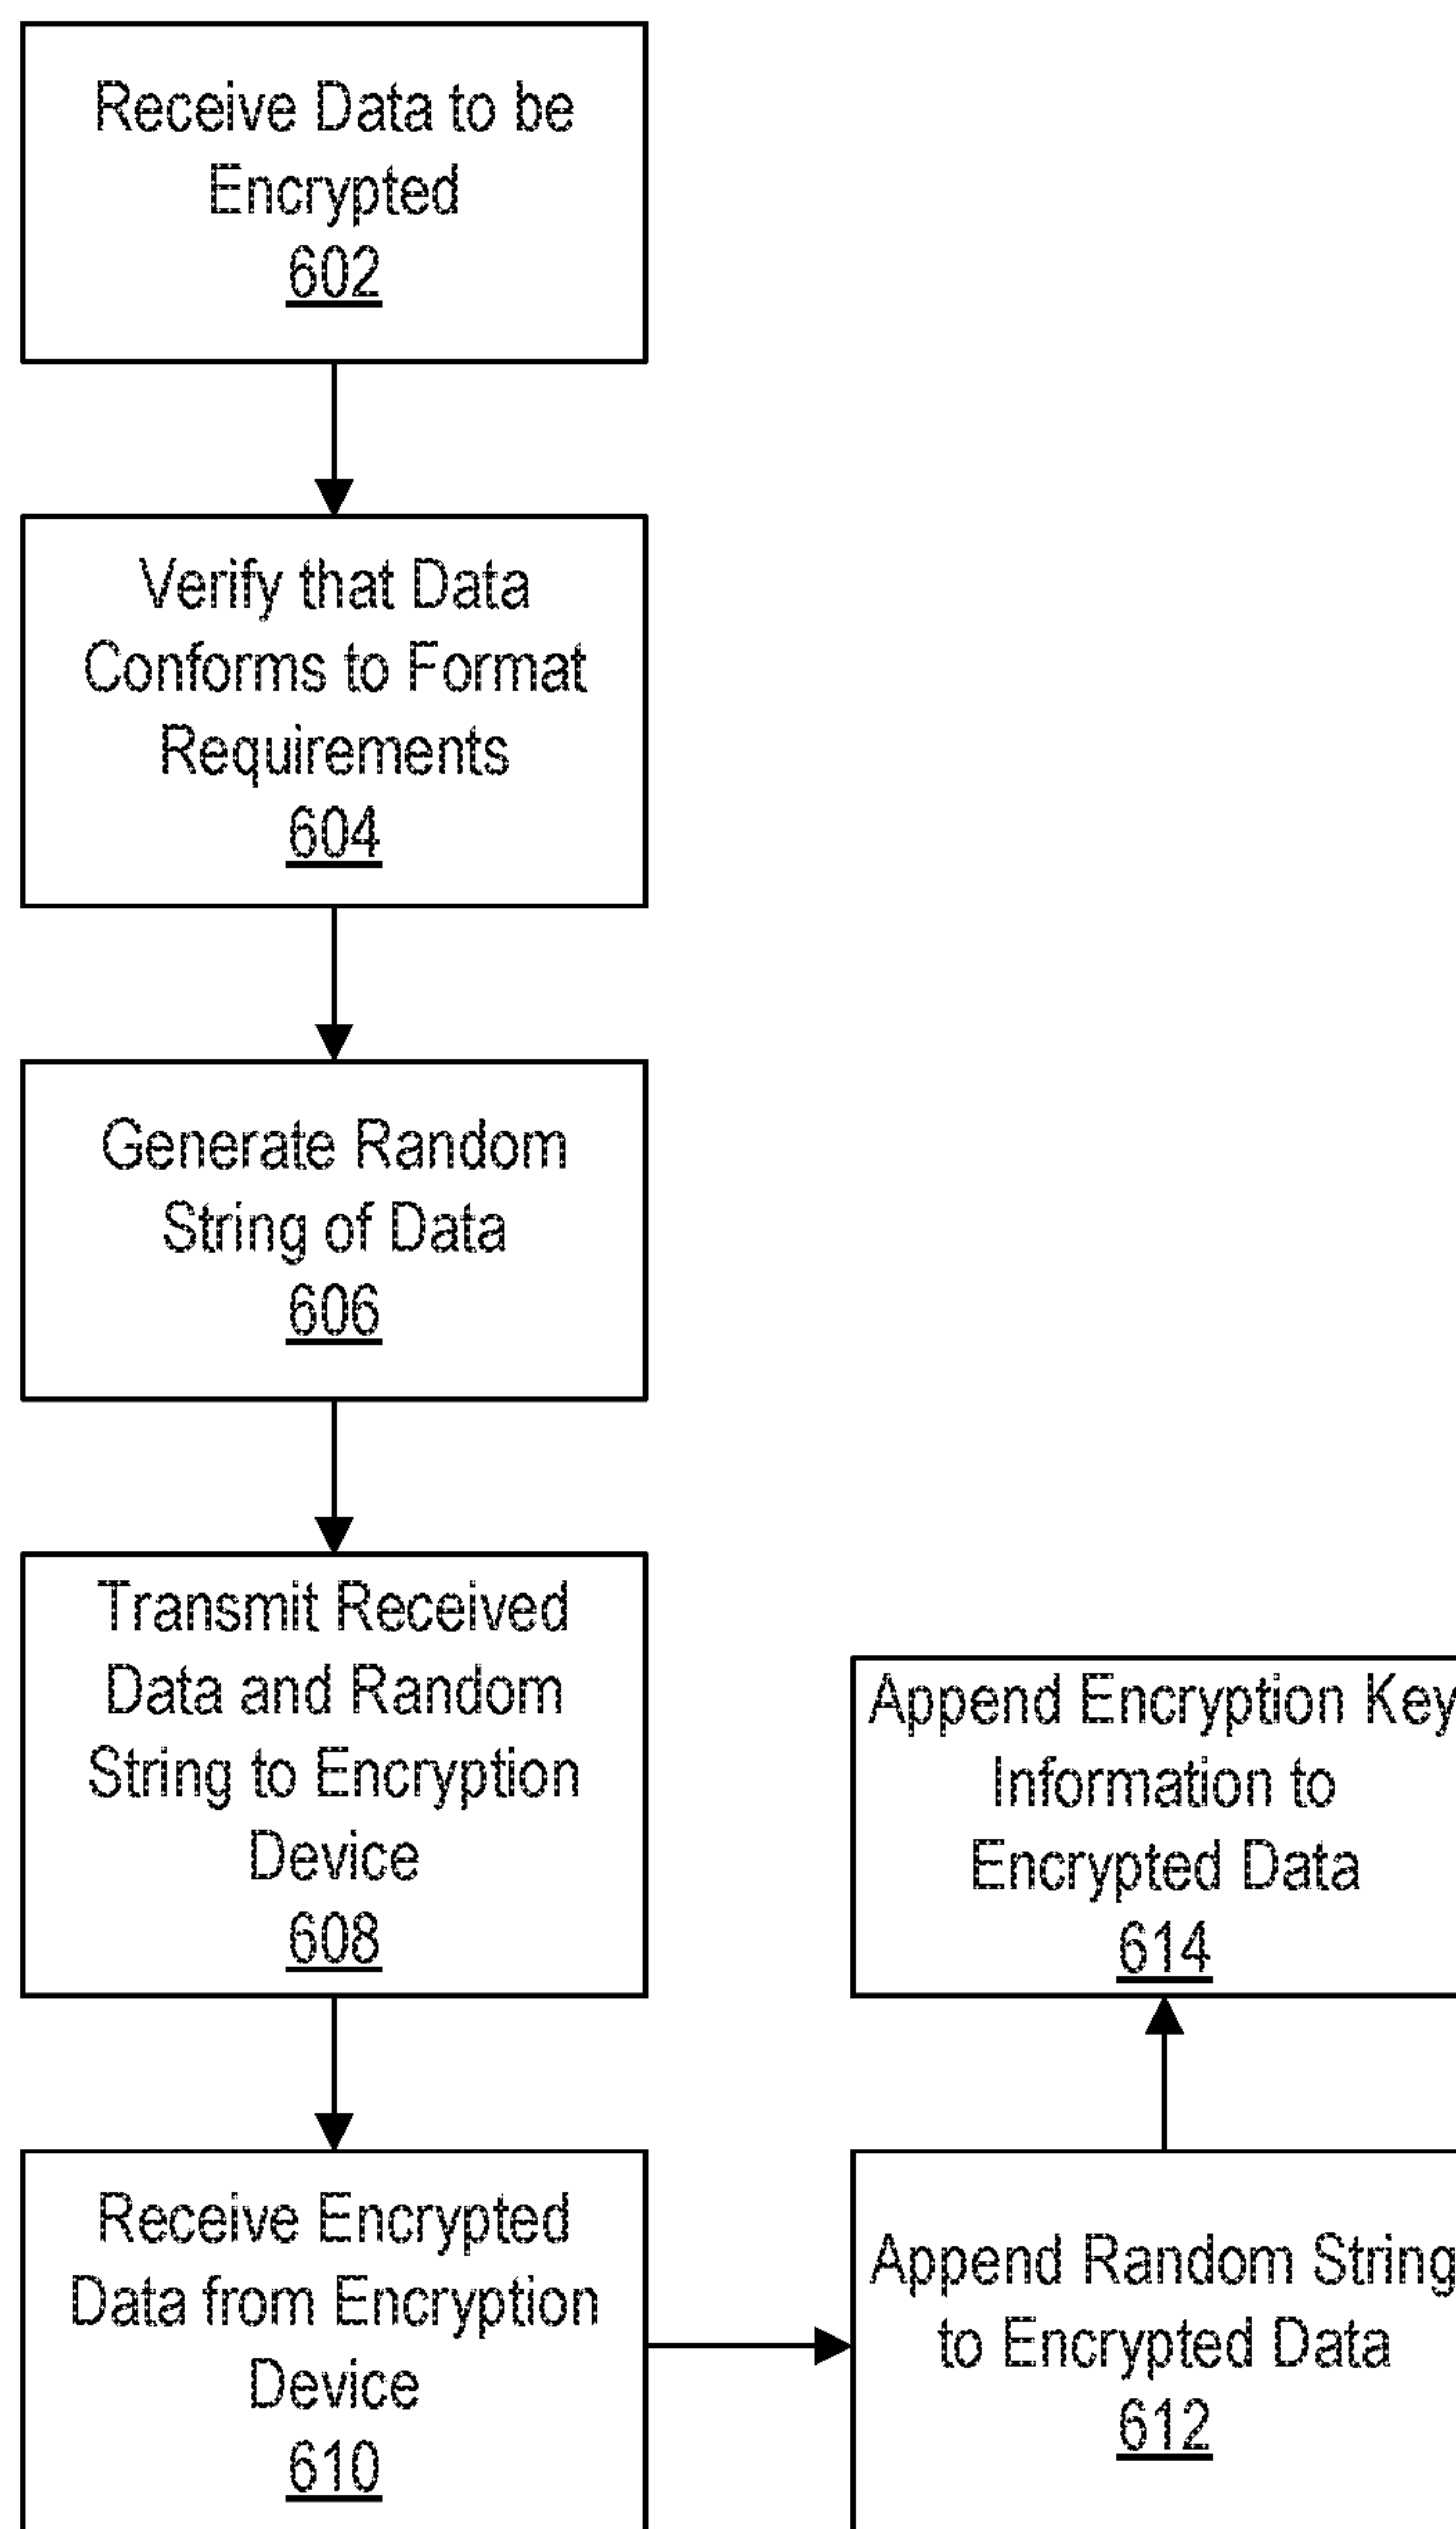 Receive Data to be
Encrypted
602
Verify that Data
Conforms to Format
Requirements
604
Generate Random
String of Data
606
Transmit Received
Data and Random
String to Encryption
Device
608
Receive Encrypted
Data from Encryption
Device
610
Append Random String
to Encrypted Data
612
Append Encryption Key
Information to
Encrypted Data
614